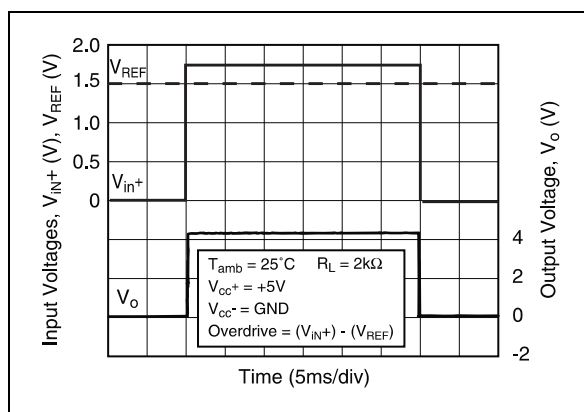 2.0
V_REF
1.5
1.0
0.5
V_in+
0
V_o
Input Voltages, V_iN+ (V), V_REF (V)
4
2
0
-2
Output Voltage, V_o (V)
T_amb = 25°C R_L = 2kΩ
V_cc+ = +5V
V_cc- = GND
Overdrive = (V_iN+) - (V_REF)
Time (5ms/div)